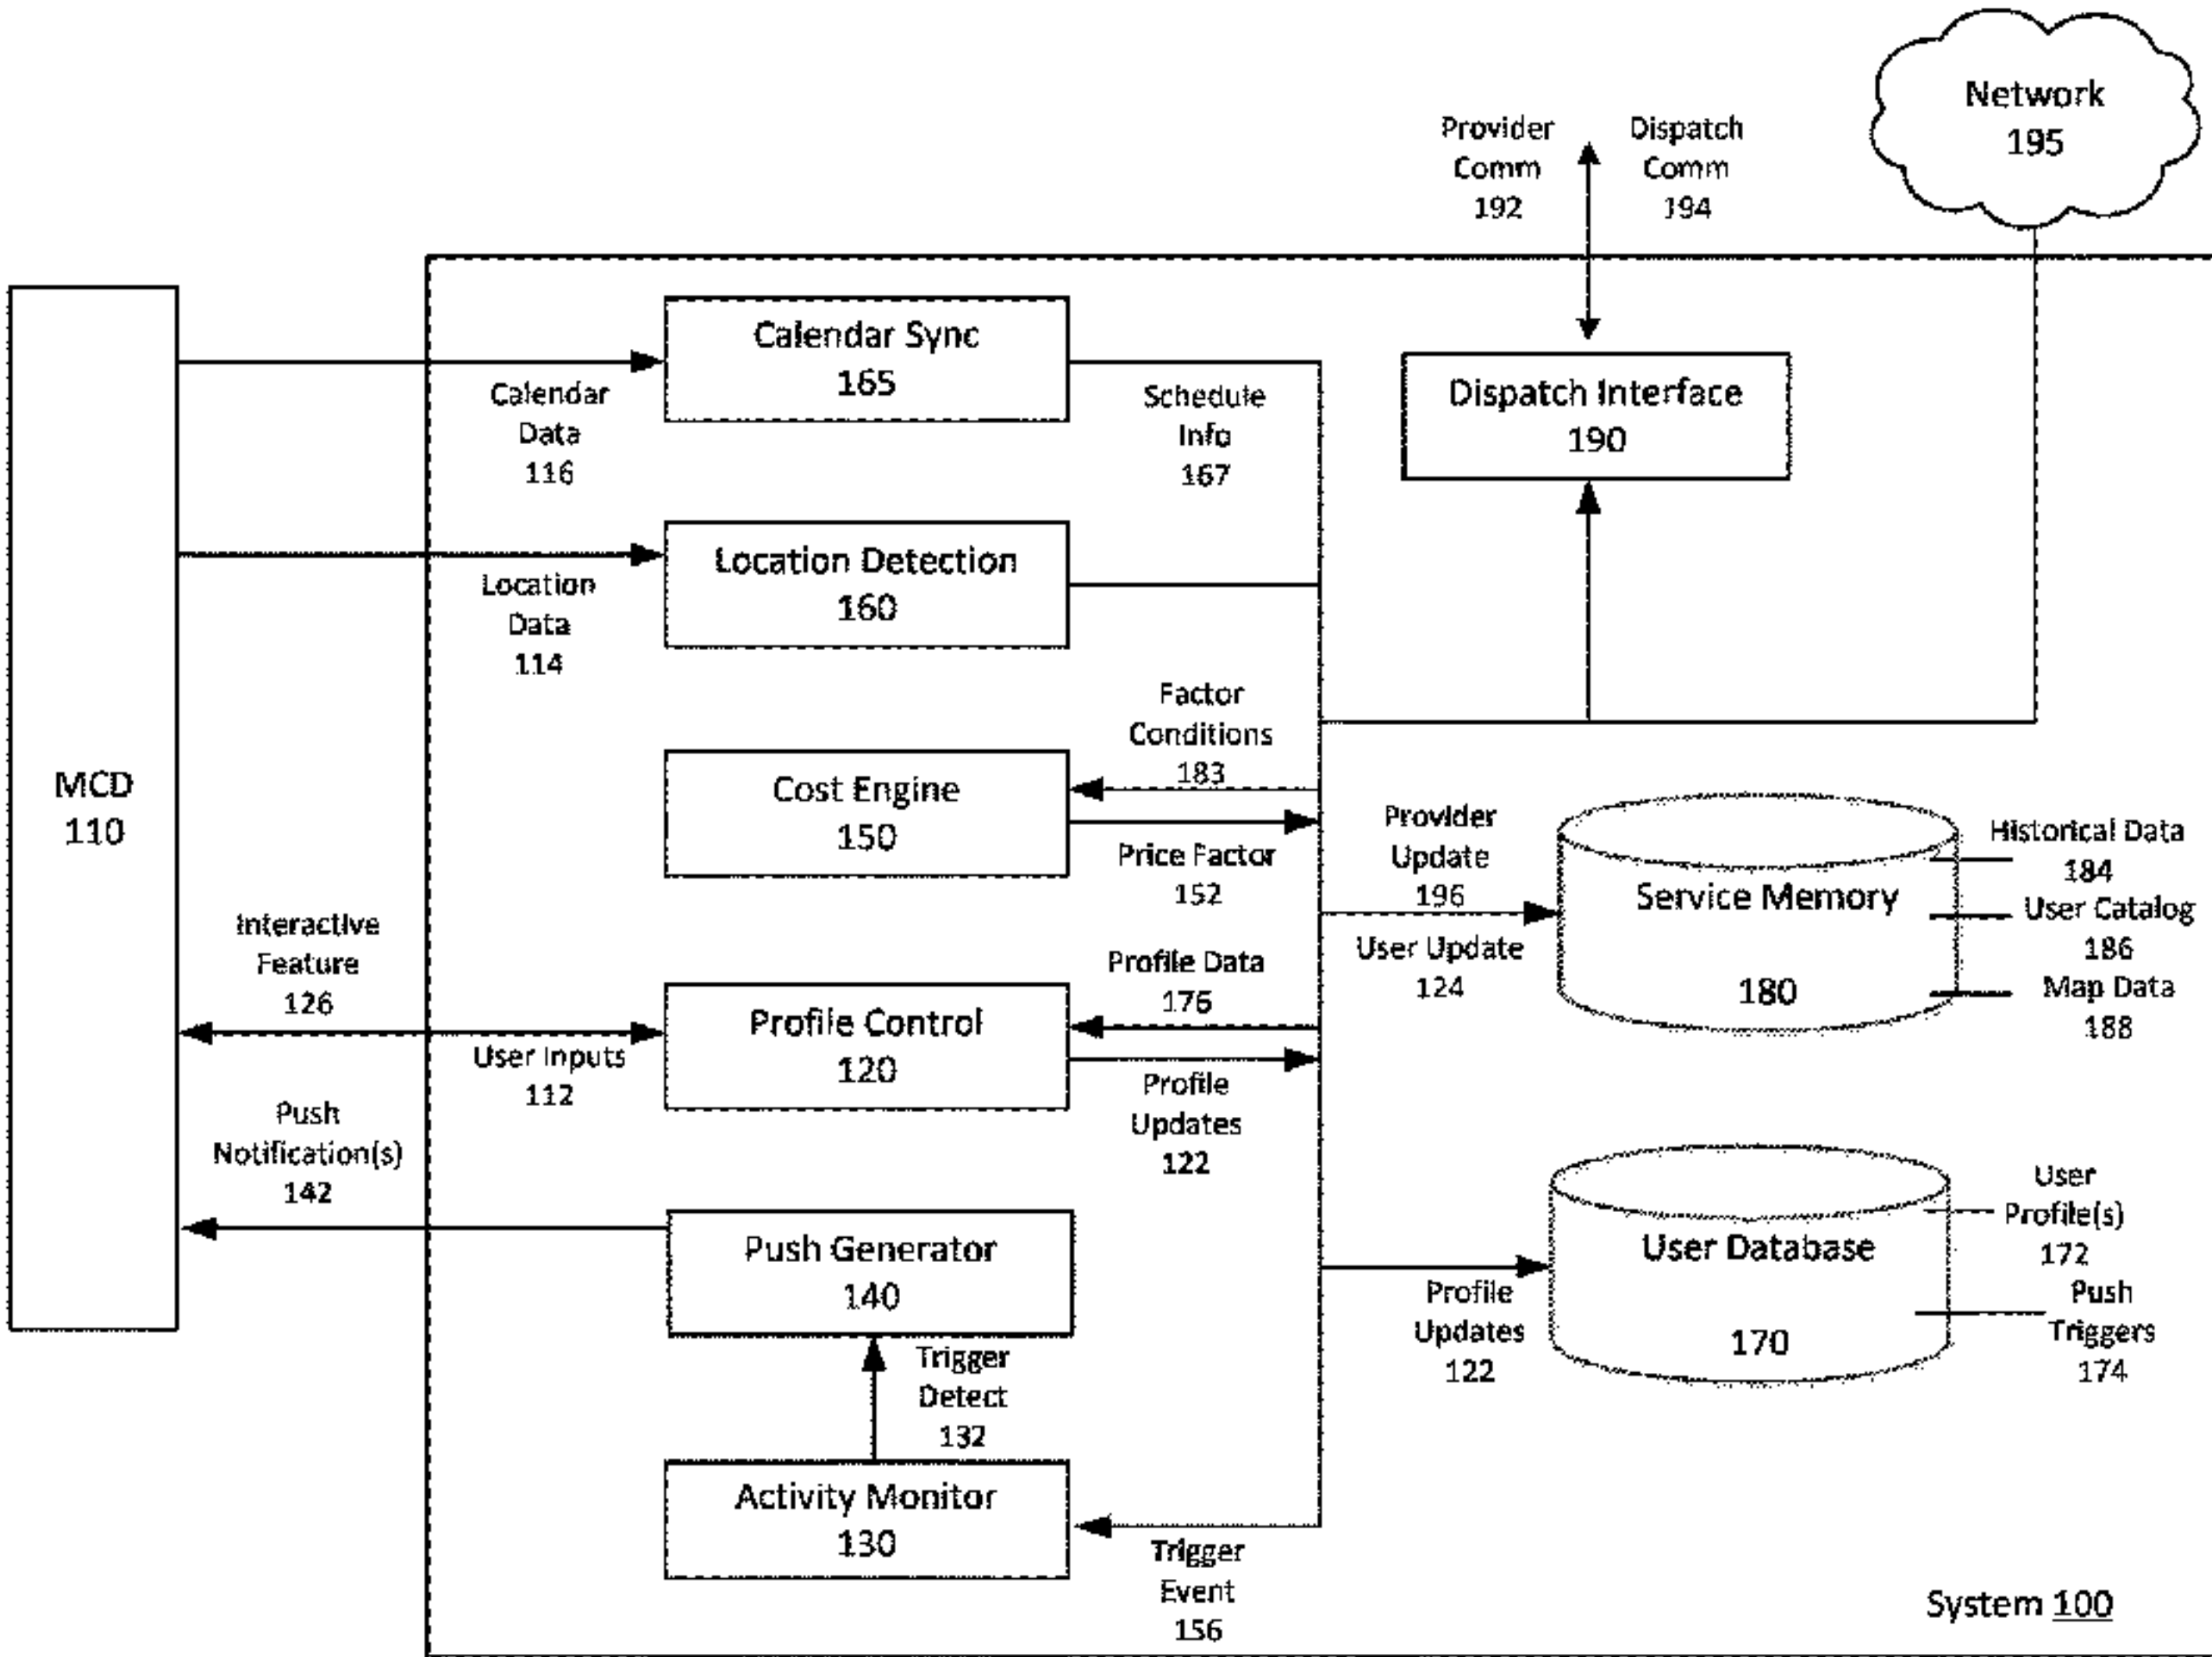 Network
195
Provider
Comm
192
Dispatch
Comm
194
MCD
110
Calendar Sync
165
Calendar
Data
116
Schedule
Info
167
Dispatch Interface
190
Location Detection
160
Location
Data
114
Factor
Conditions
183
Cost Engine
150
Price Factor
152
Provider
Update
196
User Update
124
Service Memory
180
Historical Data
184
User Catalog
186
Map Data
188
Interactive
Feature
126
User Inputs
112
Profile Control
120
Profile Data
176
Profile
Updates
122
Push
Notification(s)
142
Push Generator
140
Trigger
Detect
132
Activity Monitor
130
Trigger
Event
156
Profile
Updates
122
User Database
170
User
Profile(s)
172
Push
Triggers
174
System 100